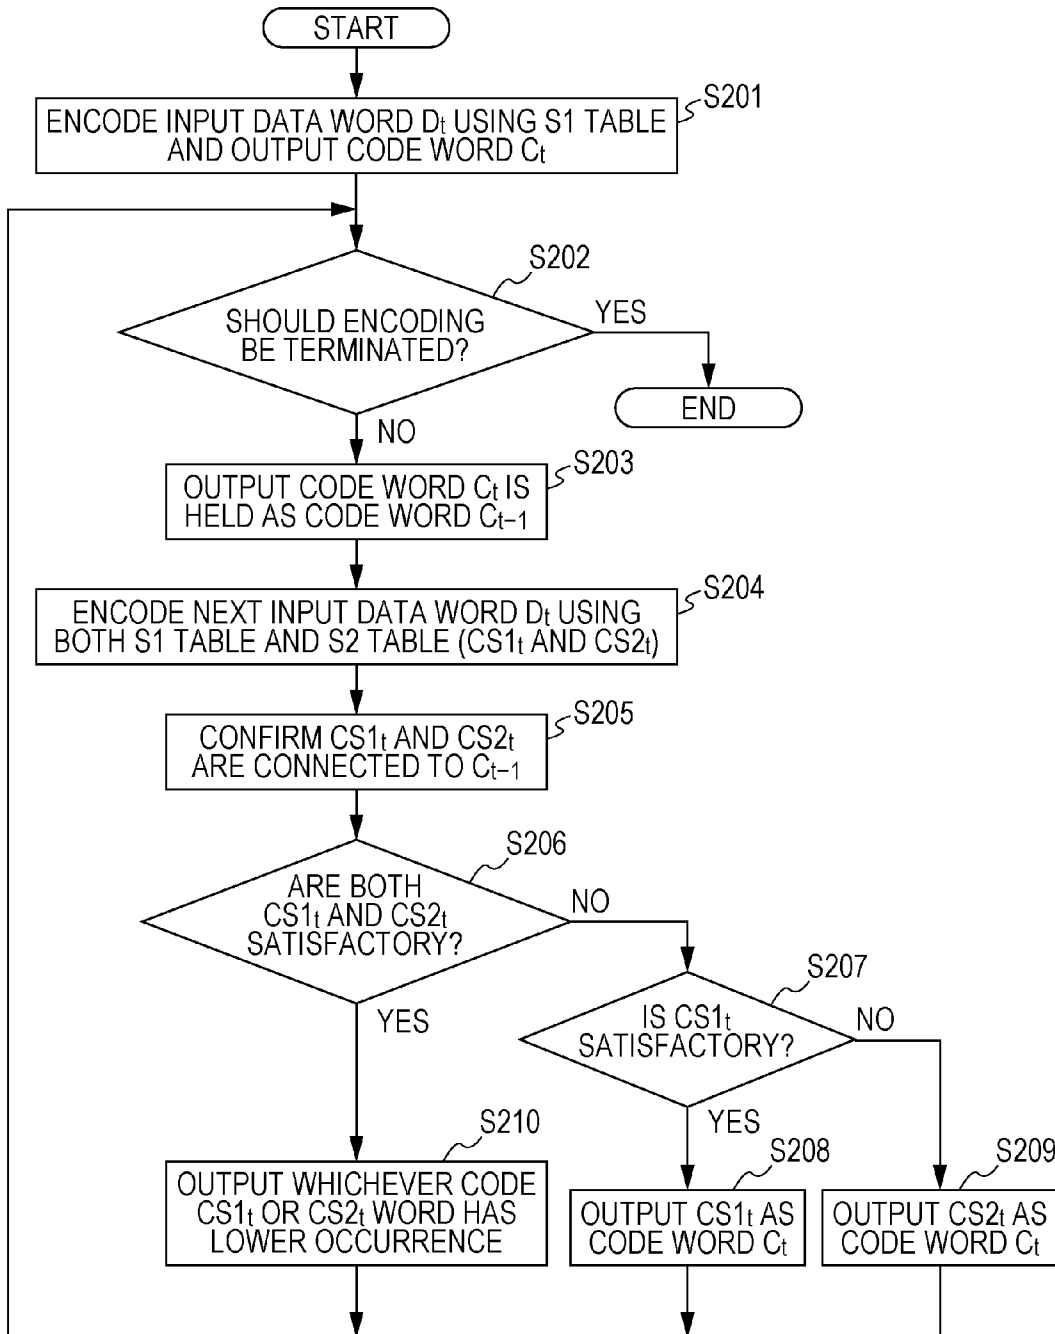 START
S201
ENCODE INPUT DATA WORD Dt USING S1 TABLE
AND OUTPUT CODE WORD Ct
S202
SHOULD ENCODING
BE TERMINATED?
YES
END
NO
S203
OUTPUT CODE WORD Ct IS
HELD AS CODE WORD Ct−1
S204
ENCODE NEXT INPUT DATA WORD Dt USING
BOTH S1 TABLE AND S2 TABLE (CS1t AND CS2t)
S205
CONFIRM CS1t AND CS2t
ARE CONNECTED TO Ct−1
S206
ARE BOTH
CS1t AND CS2t
SATISFACTORY?
NO
YES
S207
IS CS1t
SATISFACTORY?
NO
YES
S210
OUTPUT WHICHEVER CODE
CS1t OR CS2t WORD HAS
LOWER OCCURRENCE
S208
OUTPUT CS1t AS
CODE WORD Ct
S209
OUTPUT CS2t AS
CODE WORD Ct